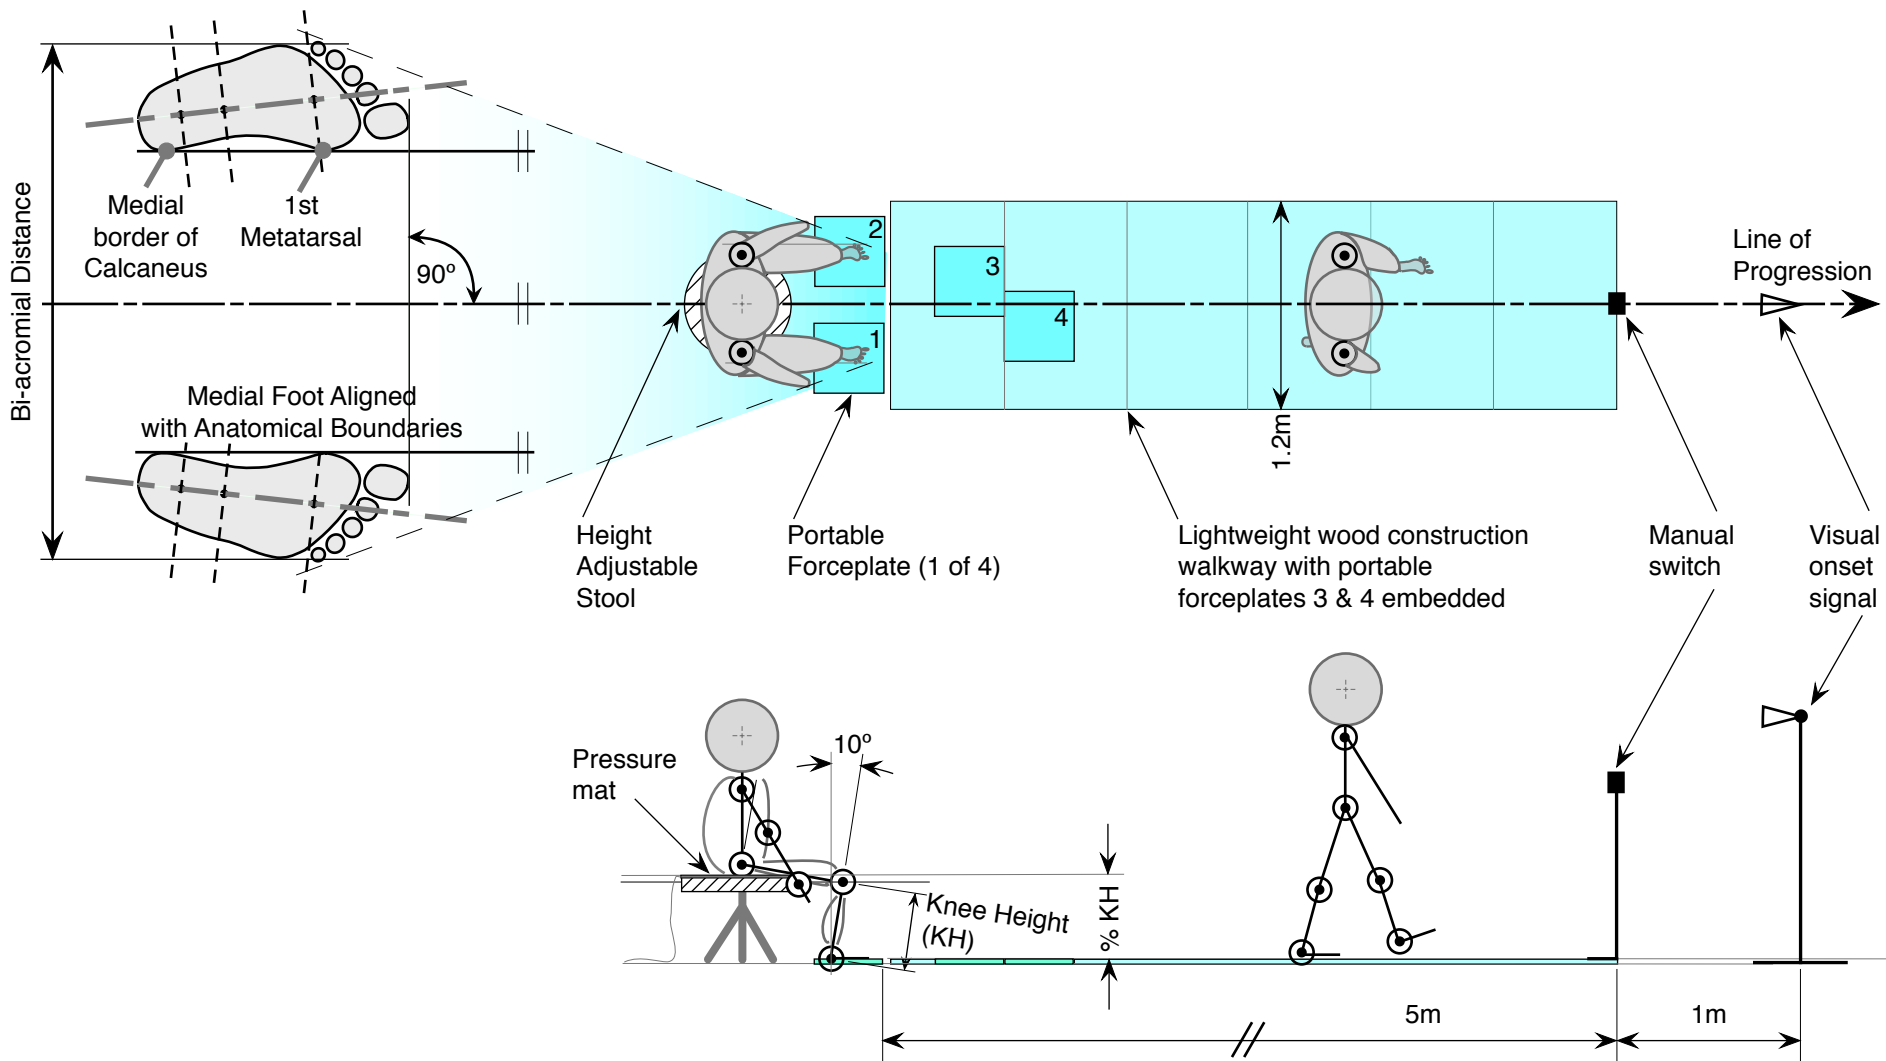 Bi-acromial Distance
Medial
border of
Calcaneus
1st
Metatarsal
90º
Medial Foot Aligned
with Anatomical Boundaries
2
1
3
4
1.2m
Line of
Progression
Height
Adjustable
Stool
Portable
Forceplate (1 of 4)
Lightweight wood construction
walkway with portable
forceplates 3 & 4 embedded
Manual
switch
Visual
onset
signal
Pressure
mat
10º
Knee Height
(KH)
% KH
5m
1m